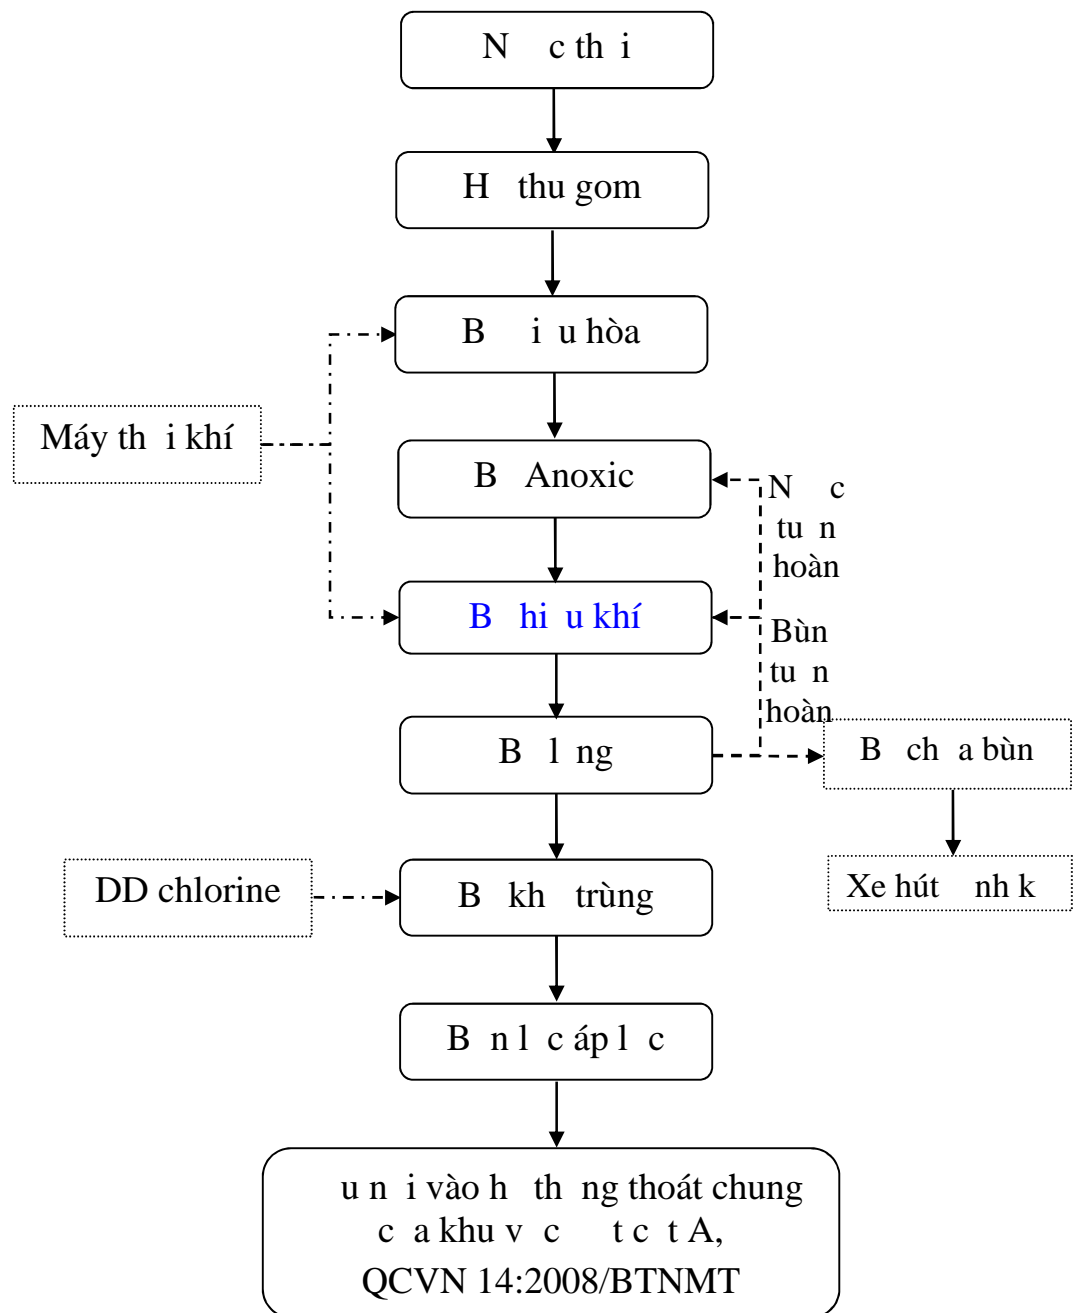 N c th i
H thu gom
B i u hòa
Máy th i khí
B Anoxic
N c
tu n
hoàn
B hi u khí
Bùn
tu n
hoàn
B l ng
B ch a bùn
DD chlorine
B kh trùng
Xe hút nh k
B n l c áp l c
u n i vào h th ng thoát chung
c a khu v c t c t A,
QCVN 14:2008/BTNMT